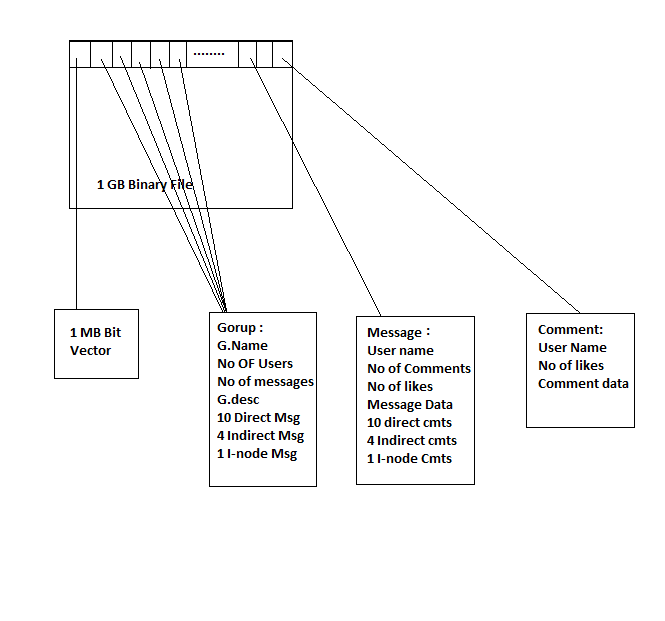 ........
1 GB Binary File
1 MB Bit
Vector
Gorup :
G.Name
No OF Users
No of messages
G.desc
10 Direct Msg
4 Indirect Msg
1 I-node Msg
Message：
User name
No of Comments
No of likes
Message Data
10 direct cmts
4 Indirect cmts
1 I-node Cmts
Comment:
User Name
No of likes
Comment data